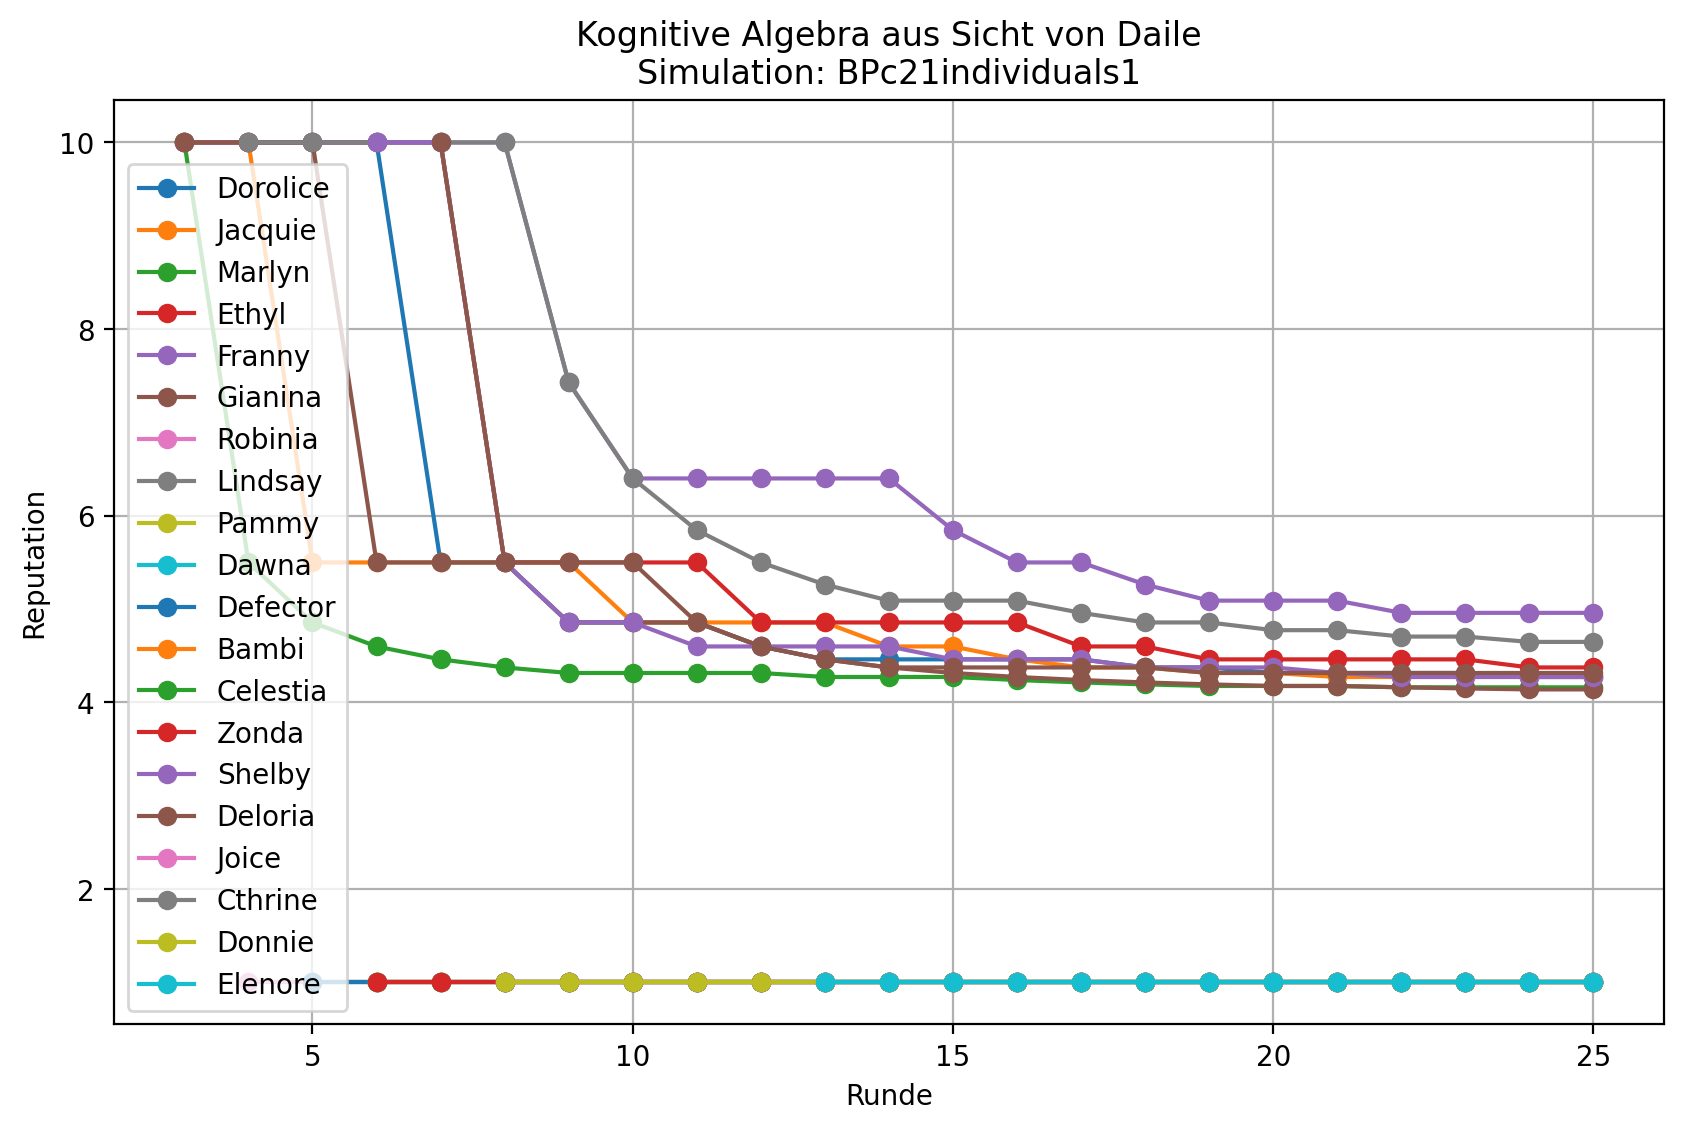 Kognitive Algebra aus Sicht von Daile
Simulation: BPc21individuals1
Reputation
10
8
6
4
2
Dorolice
Jacquie
Marlyn
Ethyl
Franny
Gianina
Robinia
Lindsay
Pammy
Dawna
Defector
Bambi
Celestia
Zonda
Shelby
Deloria
Joice
Cthrine
Donnie
Elenore
5
10
15
20
25
Runde